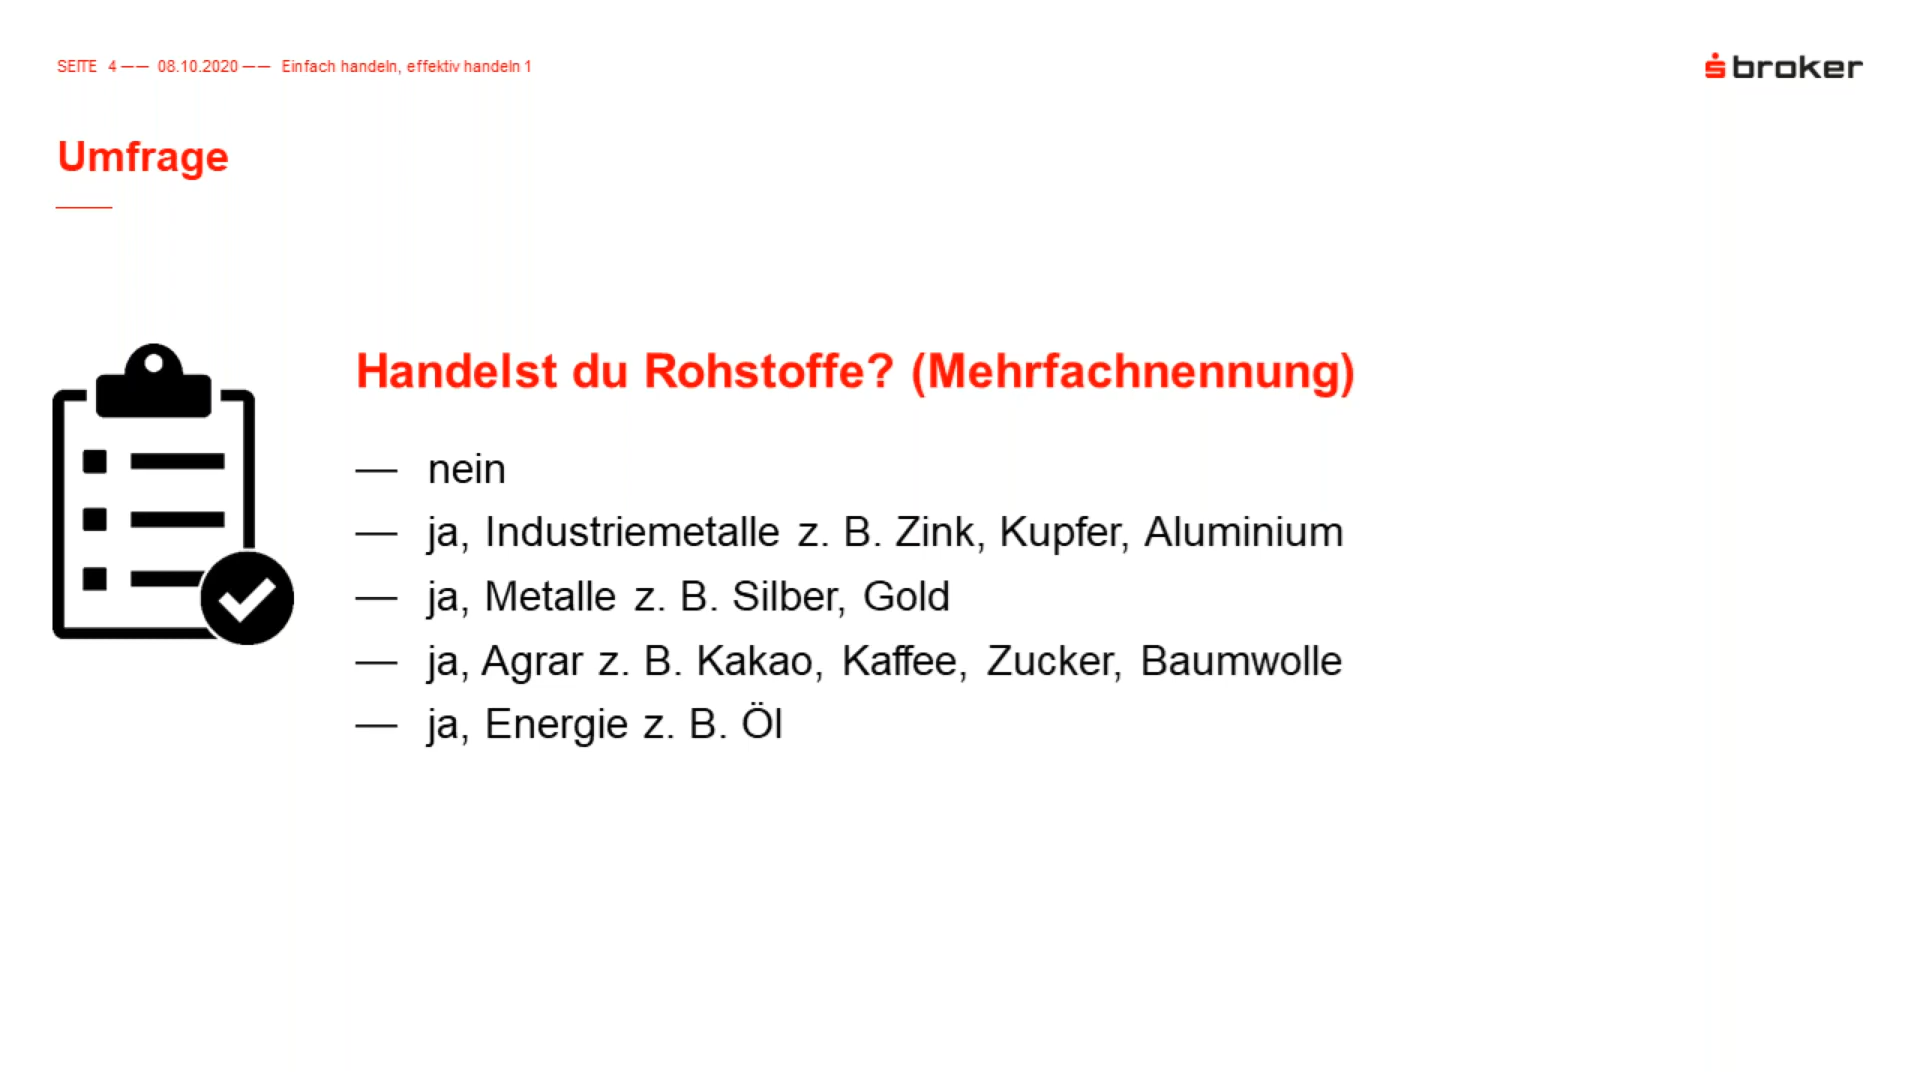 SEITE 4 —— 08.10.2020 —— Einfach handeln, effektiv handeln 1
broker
Umfrage
Handelst du Rohstoffe? (Mehrfachnennung)
— nein
— ja, Industriemetalle z. B. Zink, Kupfer, Aluminium
— ja, Metalle z. B. Silber, Gold
— ja, Agrar z. B. Kakao, Kaffee, Zucker, Baumwolle
— ja, Energie z. B. Öl